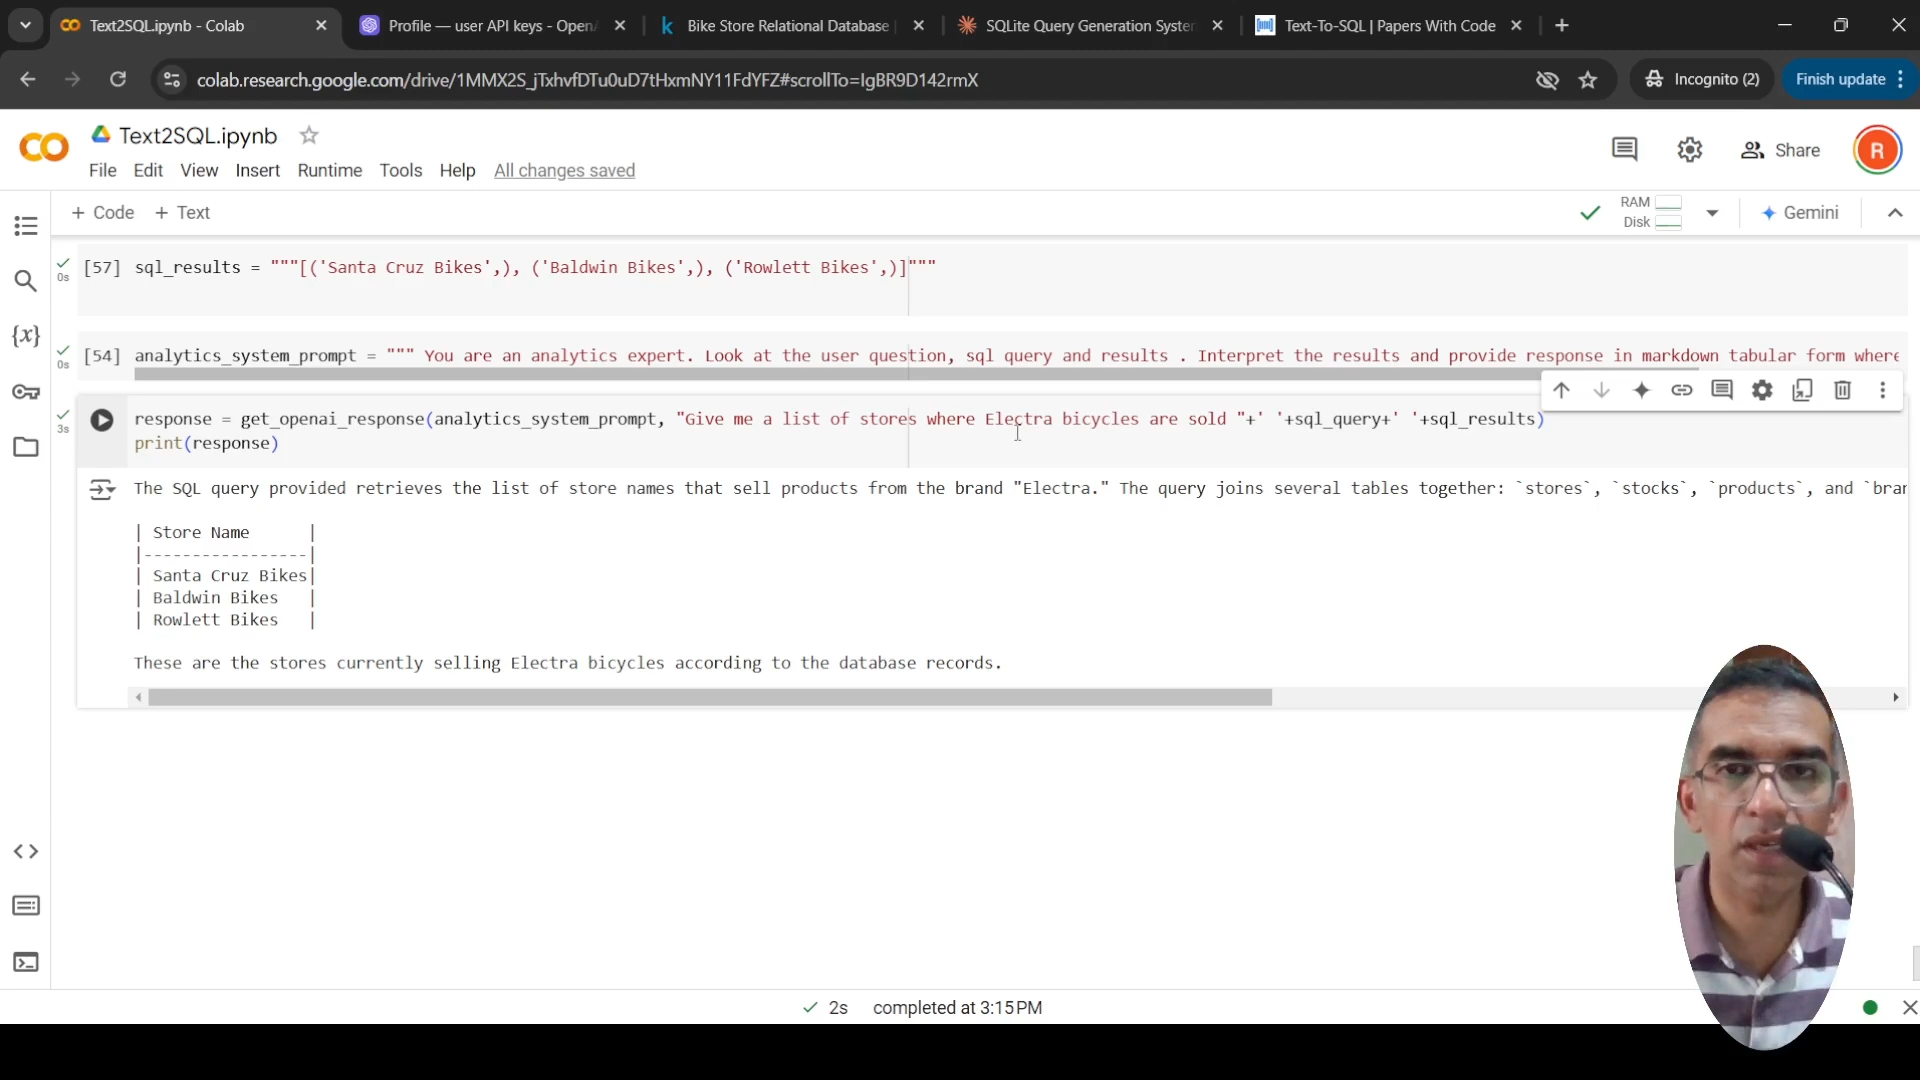 Text2SQL.ipynb - Colab
Profile — user API keys - OpenA
Bike Store Relational Database
SQLite Query Generation System
Text-To-SQL | Papers With Code
colab.research.google.com/drive/1MMX2S_jTxhvfDTu0uD7tHxmNY11FdYFZ#scrollTo=IgBR9D142rmX
Incognito (2)
Finish update
Text2SQL.ipynb
File Edit View Insert Runtime Tools Help All changes saved
Share
R
+ Code + Text
RAM
Disk
Gemini
[57] sql_results = """[('Santa Cruz Bikes',), ('Baldwin Bikes',), ('Rowlett Bikes',)]"""
0s
[54] analytics_system_prompt = """ You are an analytics expert. Look at the user question, sql query and results . Interpret the results and provide response in markdown tabular form where
0s
response = get_openai_response(analytics_system_prompt, "Give me a list of stores where Electra bicycles are sold "+' '+sql_query+' '+sql_results)
3s
print(response)
The SQL query provided retrieves the list of store names that sell products from the brand "Electra." The query joins several tables together: `stores`, `stocks`, `products`, and `bran
| Store Name |
|-----------------|
| Santa Cruz Bikes|
| Baldwin Bikes |
| Rowlett Bikes |
These are the stores currently selling Electra bicycles according to the database records.
2s completed at 3:15 PM